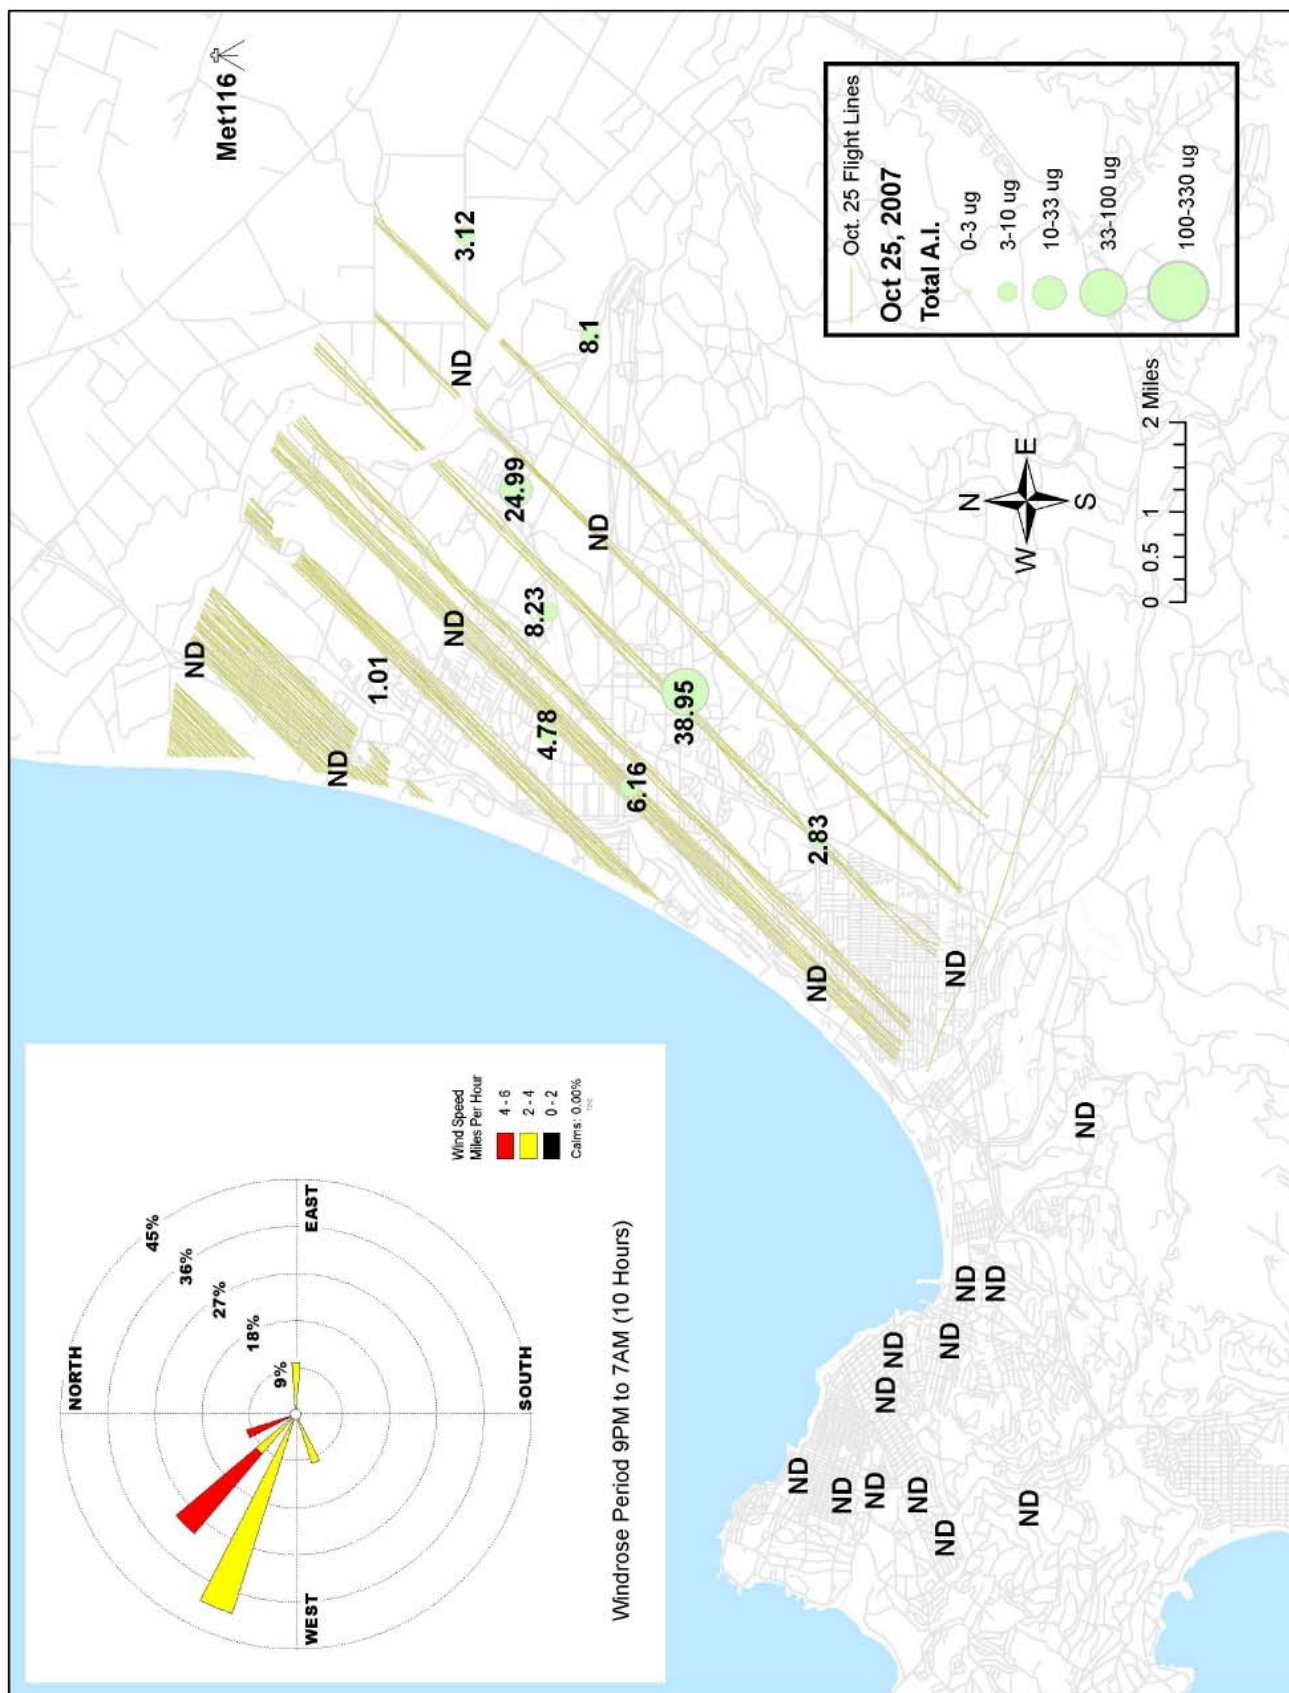 NORTH
45%
36%
27%
18%
9%
WEST
EAST
SOUTH
Wind Speed
Miles Per Hour
4 - 6
2 - 4
0 - 2
Calms: 0.00%
Windrose Period 9PM to 7AM (10 Hours)
ND
Met116
ND
1.01
ND
ND
3.12
24.99
8.23
4.78
8.1
ND
6.16
38.95
ND
ND
2.83
ND
ND
ND
ND
ND
ND
ND
ND
ND
ND
ND
ND
Oct. 25 Flight Lines
Oct 25, 2007
Total A.I.
0-3 ug
3-10 ug
10-33 ug
33-100 ug
100-330 ug
N
W
E
S
0 0.5 1 2 Miles